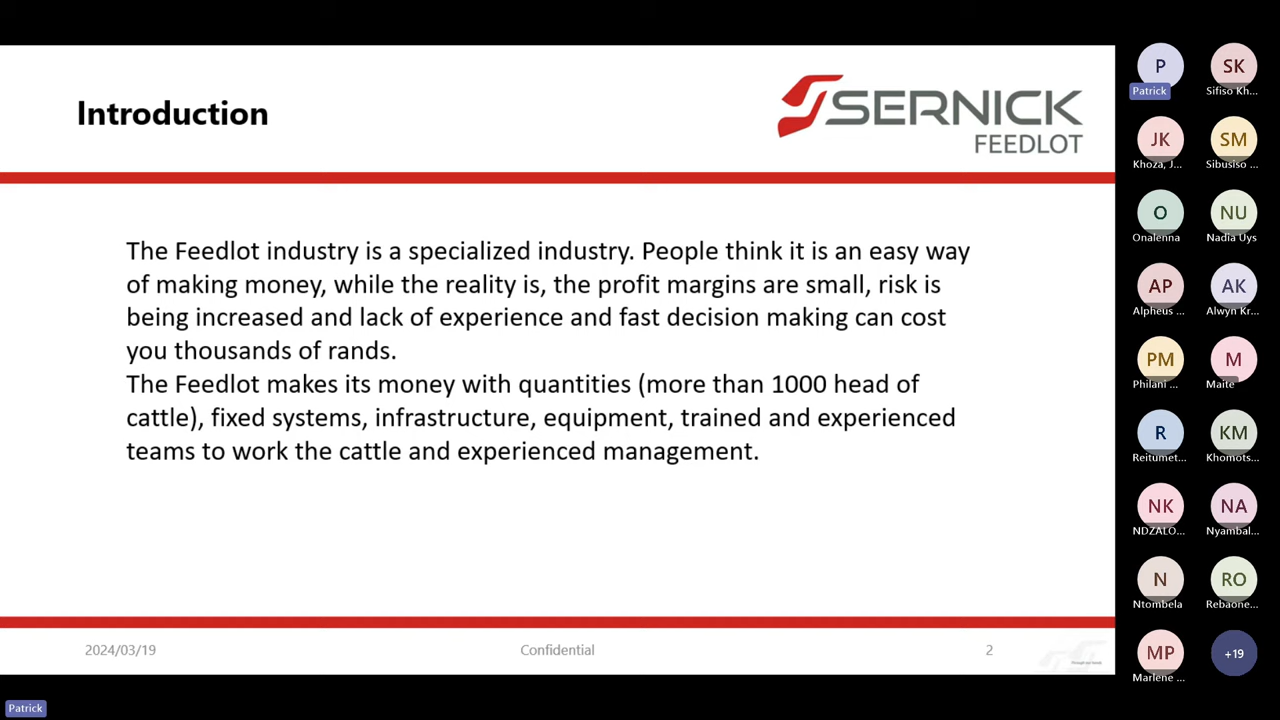 Introduction
SERNICK
FEEDLOT
The Feedlot industry is a specialized industry. People think it is an easy way
of making money, while the reality is, the profit margins are small, risk is
being increased and lack of experience and fast decision making can cost
you thousands of rands.
The Feedlot makes its money with quantities (more than 1000 head of
cattle), fixed systems, infrastructure, equipment, trained and experienced
teams to work the cattle and experienced management.
2024/03/19
Confidential
2
P
Patrick
SK
Sifiso Kh...
JK
Khoza, J...
SM
Sibusiso ...
O
Onalenna
NU
Nadia Uys
AP
Alpheus ...
AK
Alwyn Kr...
PM
Philani ...
M
Maite
R
Reitumet...
KM
Khomots...
NK
NDZALO...
NA
Nyambal...
N
Ntombela
RO
Rebaone...
MP
Marlene ...
+19
Patrick